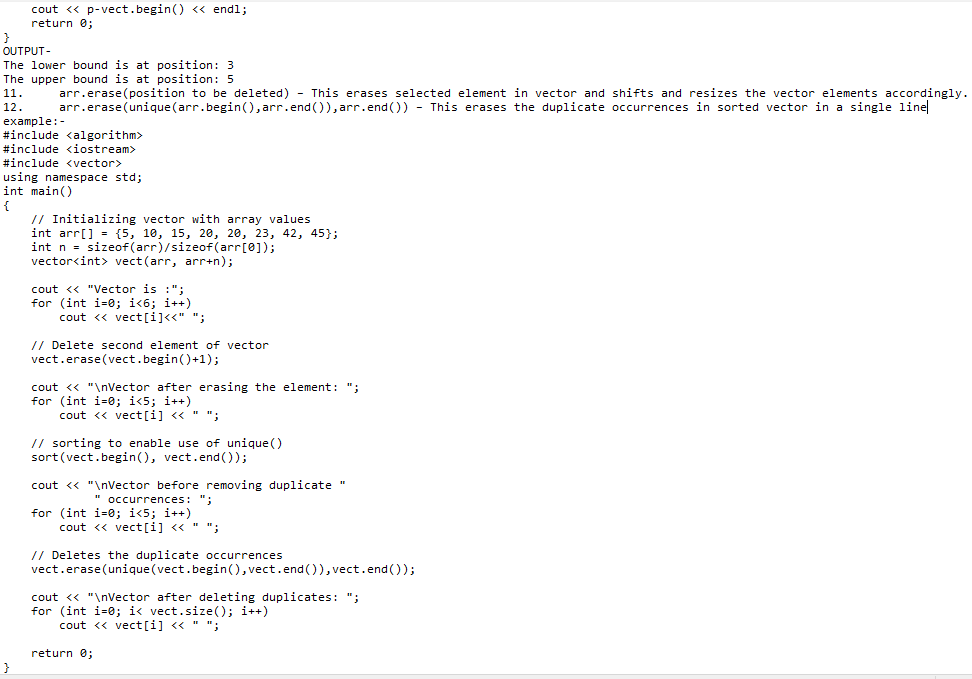 cout << p-vect.begin() << endl;
    return 0;
}
OUTPUT-
The lower bound is at position: 3
The upper bound is at position: 5
11.     arr.erase(position to be deleted) – This erases selected element in vector and shifts and resizes the vector elements accordingly.
12.     arr.erase(unique(arr.begin(),arr.end()),arr.end()) – This erases the duplicate occurrences in sorted vector in a single line
example:-
#include <algorithm>
#include <iostream>
#include <vector>
using namespace std;
int main()
{
    // Initializing vector with array values
    int arr[] = {5, 10, 15, 20, 20, 23, 42, 45};
    int n = sizeof(arr)/sizeof(arr[0]);
    vector<int> vect(arr, arr+n);

    cout << "Vector is :";
    for (int i=0; i<6; i++)
        cout << vect[i]<<" ";

    // Delete second element of vector
    vect.erase(vect.begin()+1);

    cout << "\nVector after erasing the element: ";
    for (int i=0; i<5; i++)
        cout << vect[i] << " ";

    // sorting to enable use of unique()
    sort(vect.begin(), vect.end());

    cout << "\nVector before removing duplicate "
             " occurrences: ";
    for (int i=0; i<5; i++)
        cout << vect[i] << " ";

    // Deletes the duplicate occurrences
    vect.erase(unique(vect.begin(),vect.end()),vect.end());

    cout << "\nVector after deleting duplicates: ";
    for (int i=0; i< vect.size(); i++)
        cout << vect[i] << " ";

    return 0;
}